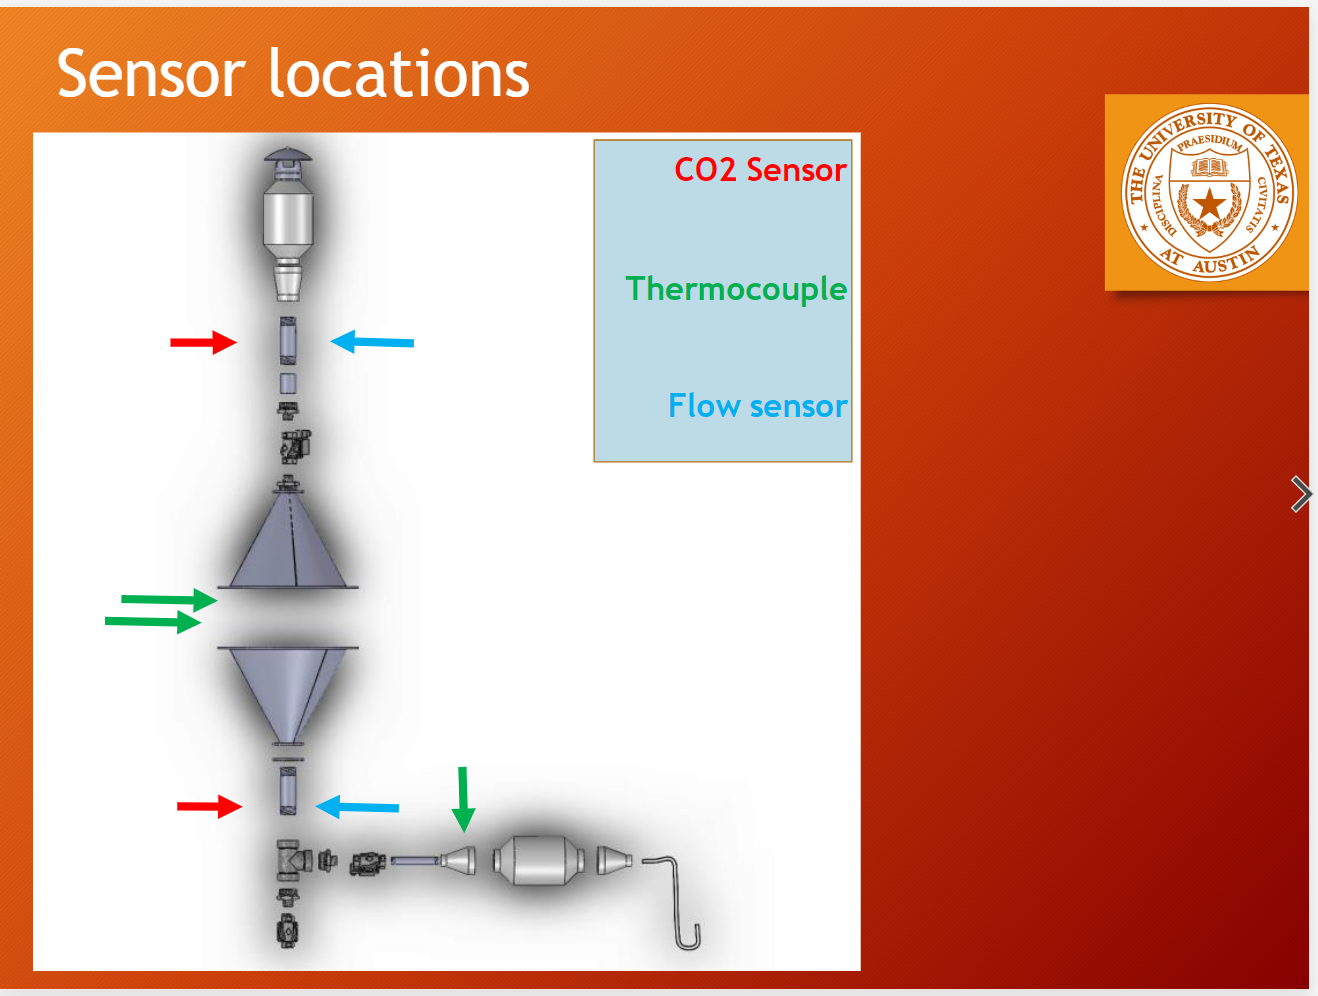 Sensor locations
CO2 Sensor
Thermocouple
Flow sensor
THE UNIVERSITY OF TEXAS
AT AUSTIN
PRAESIDIUM
DISCIPLINA
CIVITATIS